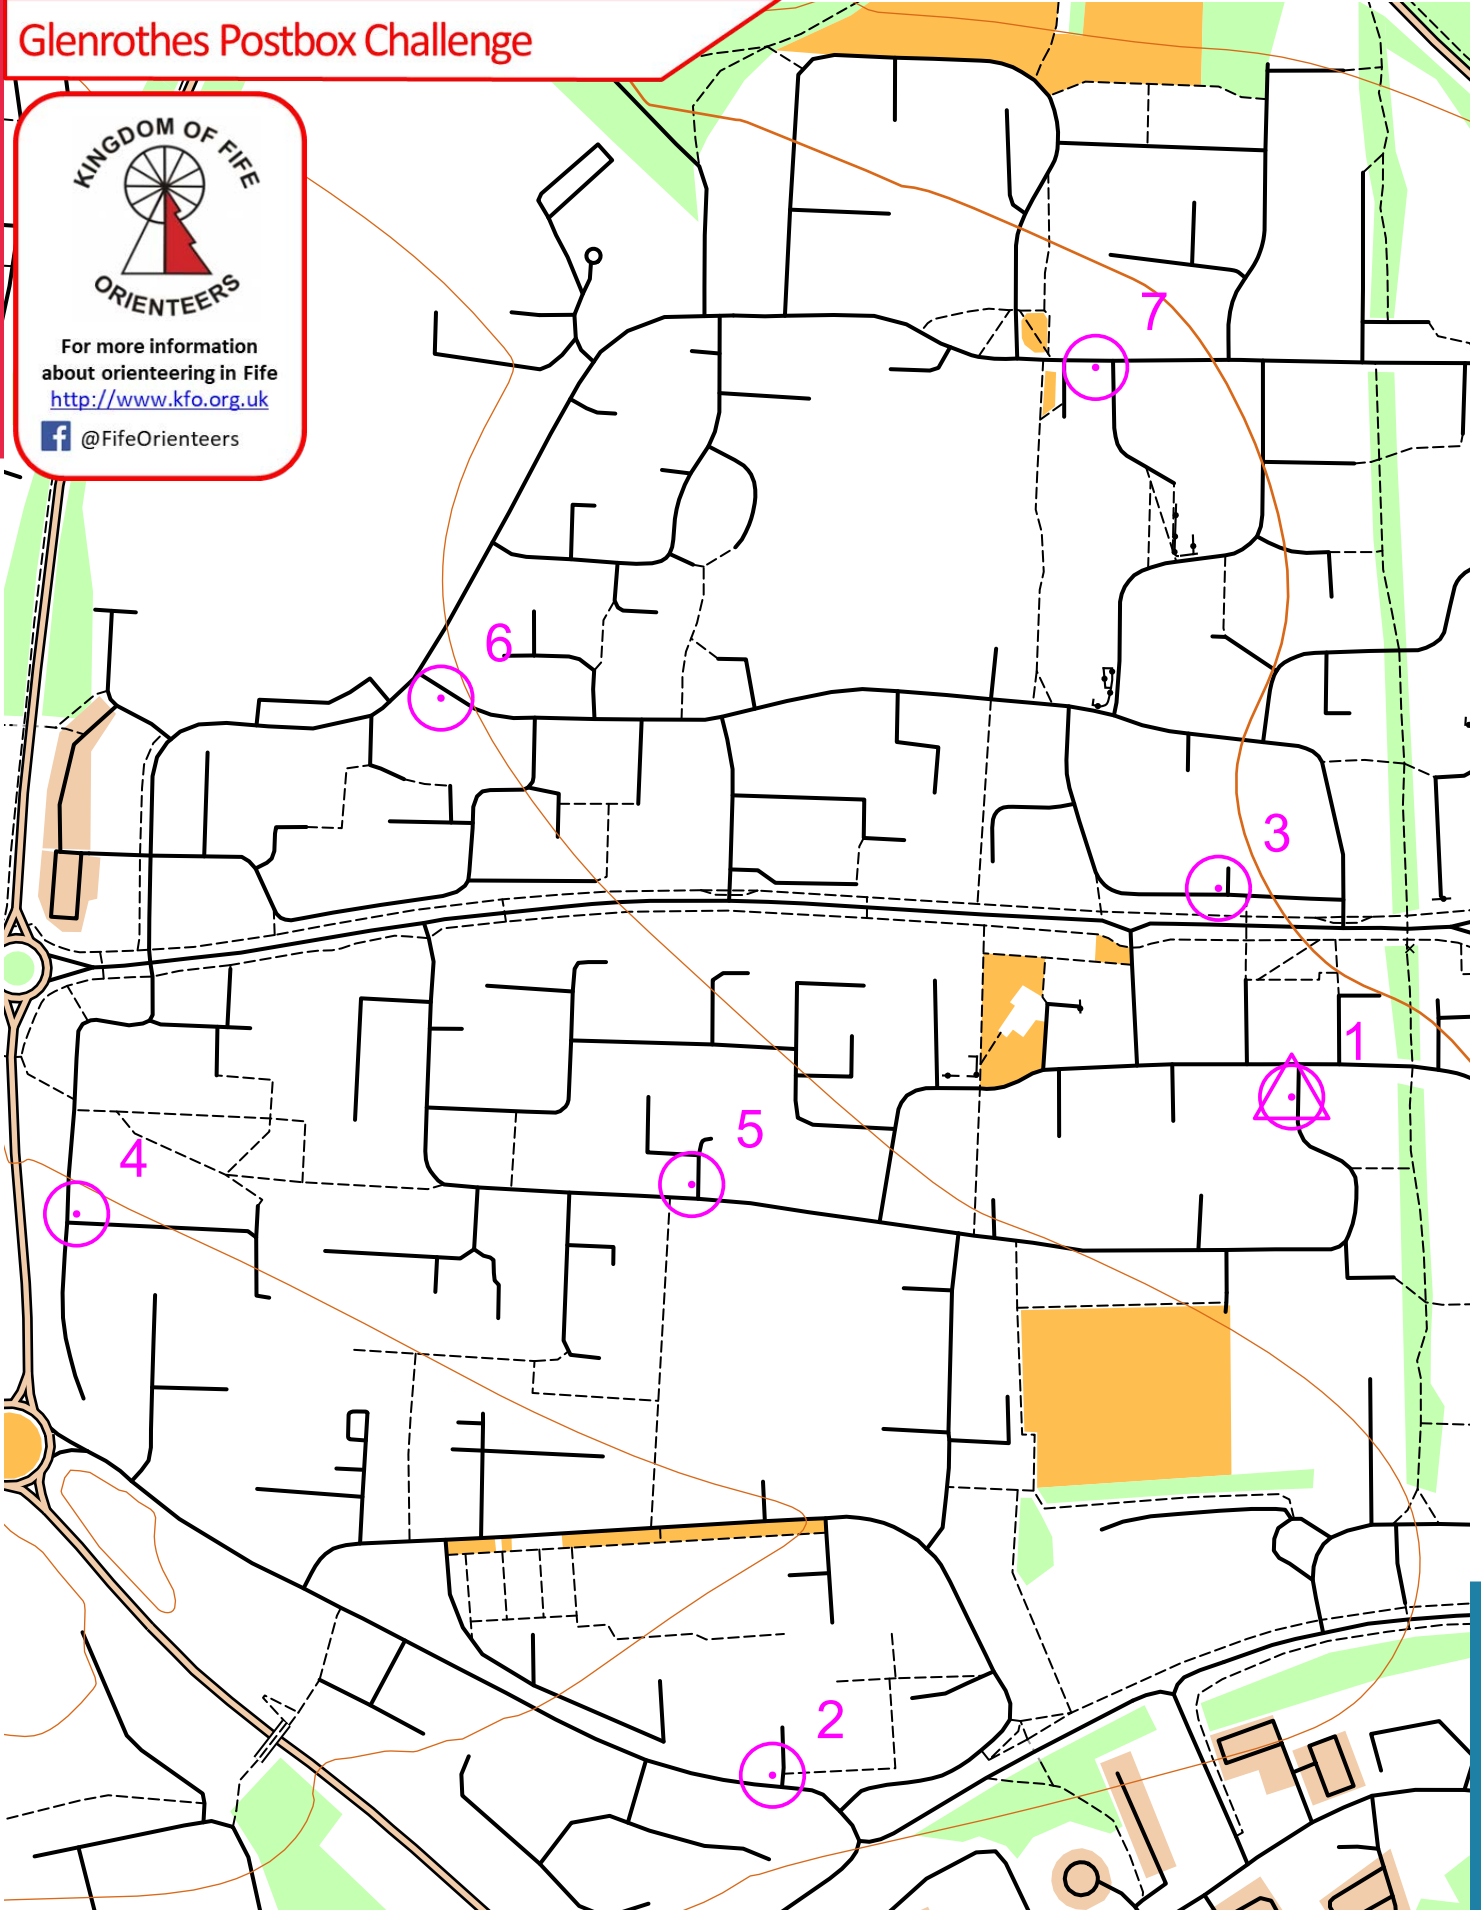 Glenrothes Postbox Challenge
KINGDOM OF FIFE
ORIENTEERS
For more information
about orienteering in Fife
http://www.kfo.org.uk
@FifeOrienteers
7
6
3
1
5
4
2